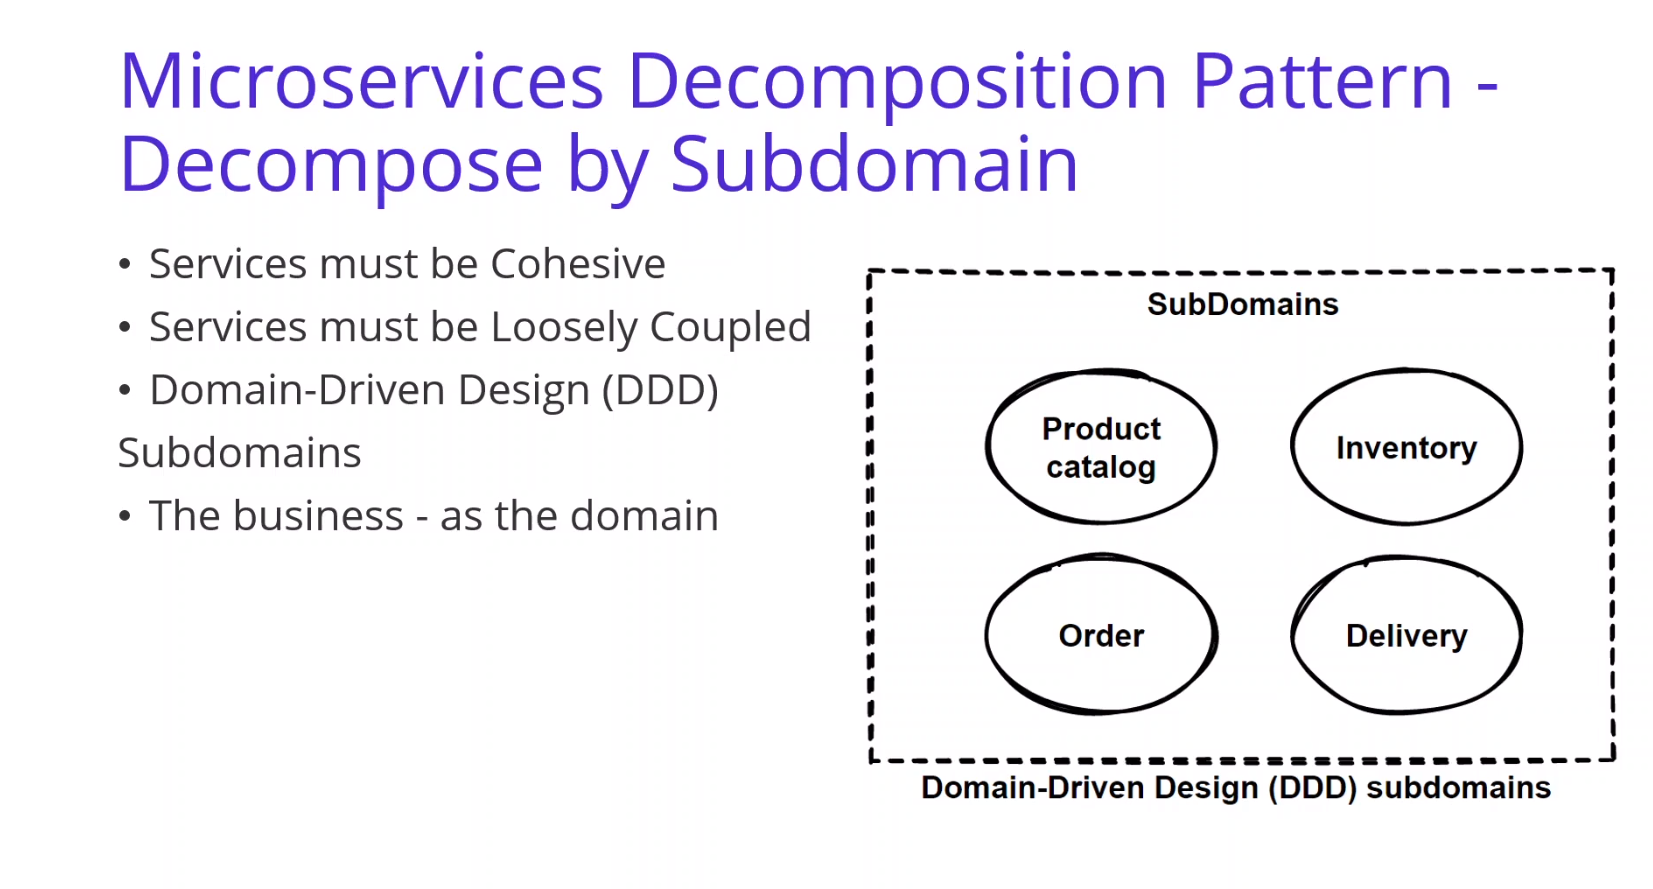 Microservices Decomposition Pattern -
Decompose by Subdomain
• Services must be Cohesive
• Services must be Loosely Coupled
• Domain-Driven Design (DDD)
Subdomains
• The business - as the domain
SubDomains
Product
catalog
Inventory
Order
Delivery
Domain-Driven Design (DDD) subdomains